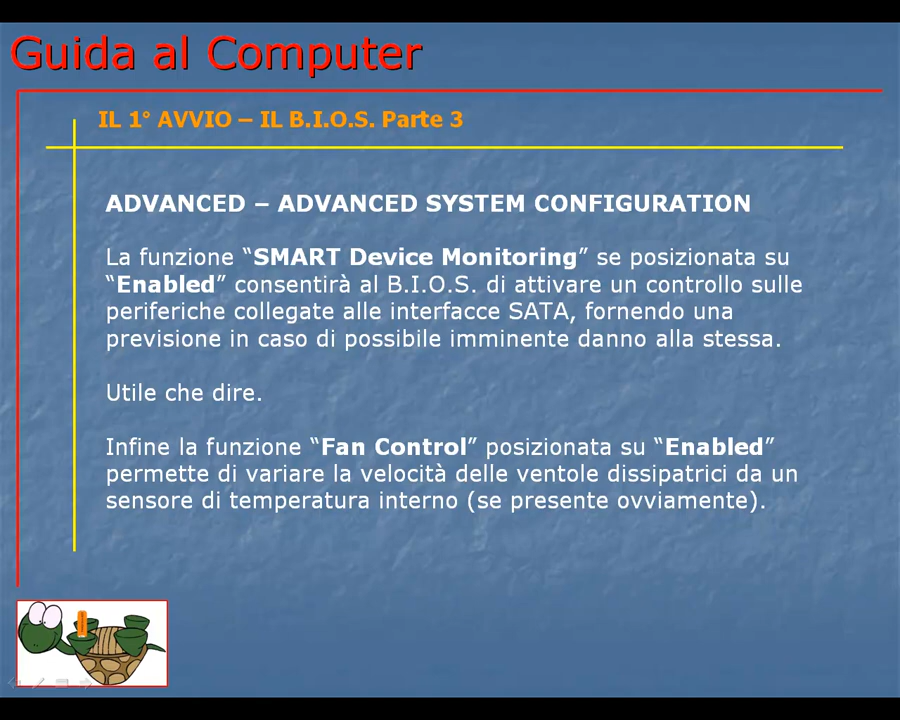 Guida al Computer
IL 1° AVVIO – IL B.I.O.S. Parte 3
ADVANCED – ADVANCED SYSTEM CONFIGURATION
La funzione “SMART Device Monitoring” se posizionata su
“Enabled” consentirà al B.I.O.S. di attivare un controllo sulle
periferiche collegate alle interfacce SATA, fornendo una
previsione in caso di possibile imminente danno alla stessa.
Utile che dire.
Infine la funzione “Fan Control” posizionata su “Enabled”
permette di variare la velocità delle ventole dissipatrici da un
sensore di temperatura interno (se presente ovviamente).